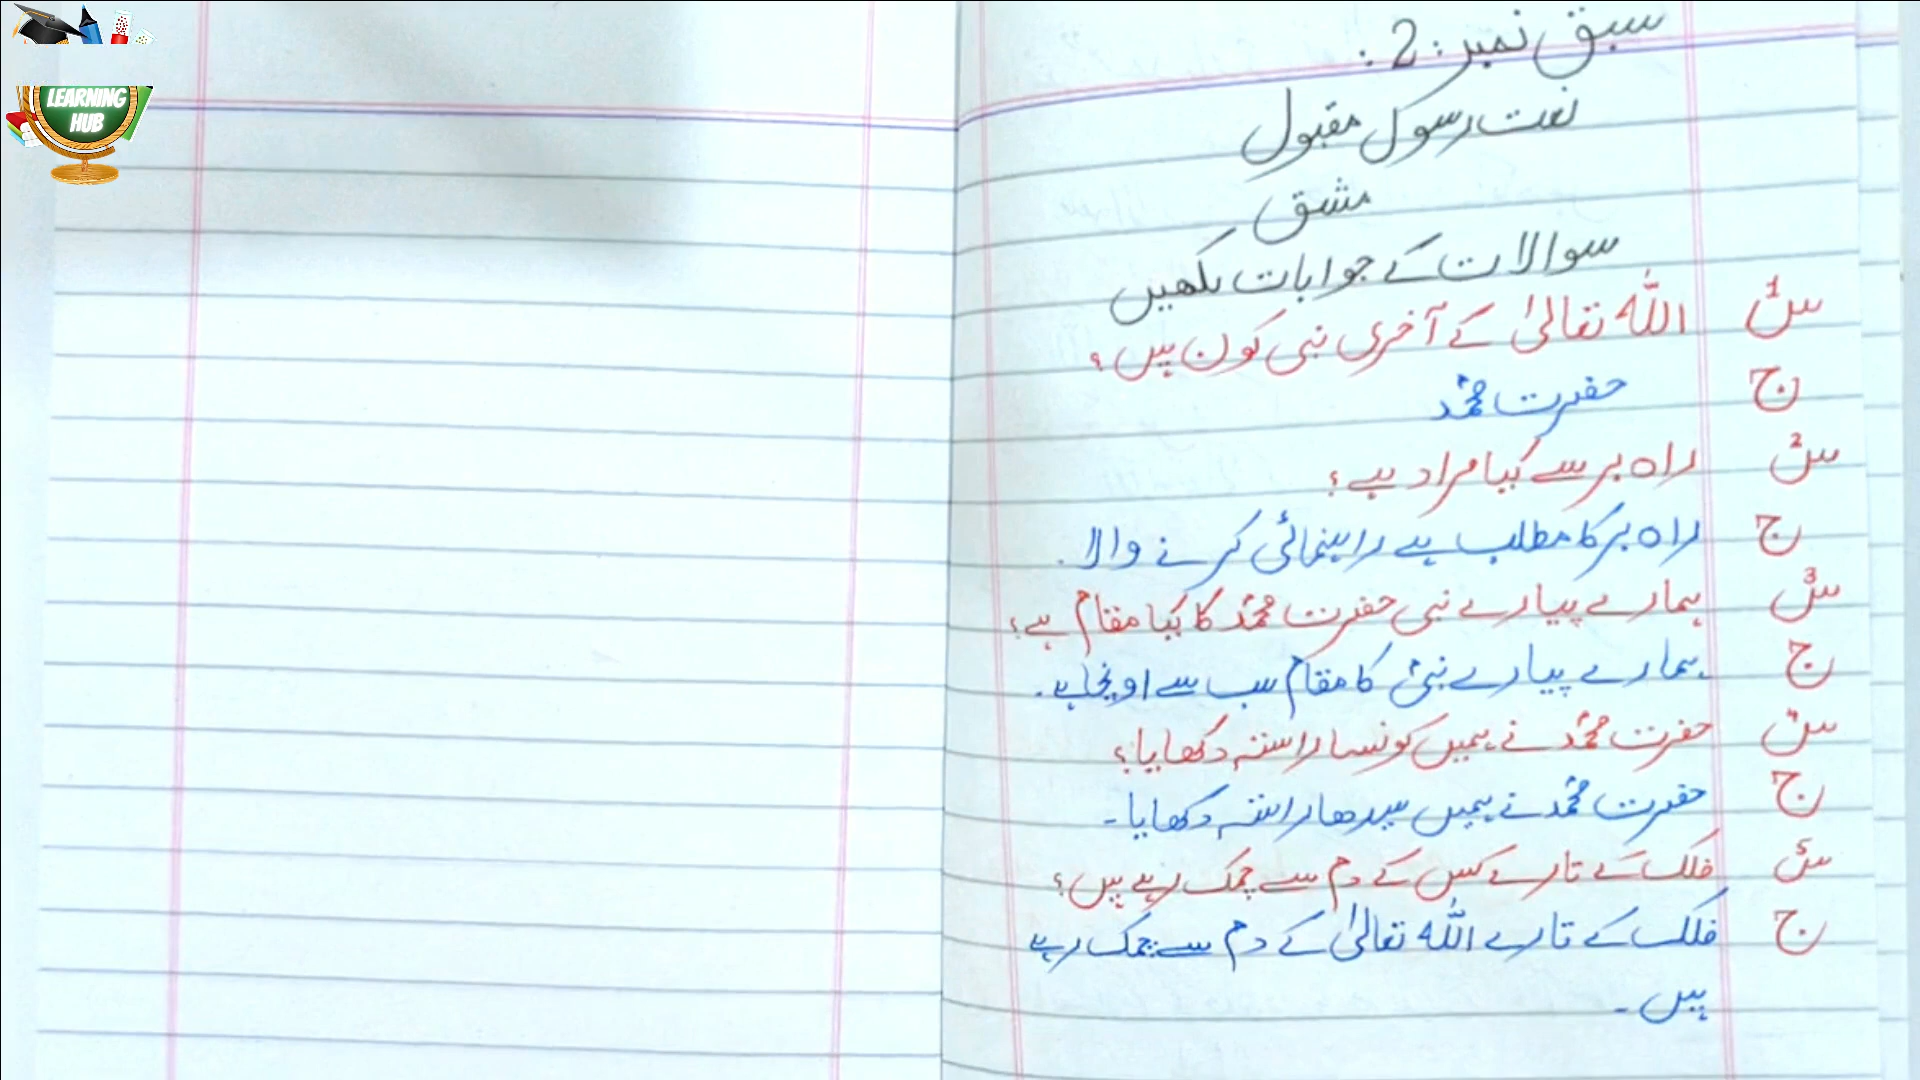 LEARNING
HUB
سبق نمبر: 2:
نعت رسول مقبول
مشق
سوالات کے جوابات لکھیں
س1 اللہ تعالیٰ کے آخری نبی کون ہیں؟
ج حضرت محمدؐ
س2 راہ بر سے کیا مراد ہے؟
ج راہ بر کا مطلب ہے راہنمائی کرنے والا.
س3 ہمارے پیارے نبی حضرت محمدؐ کا کیا مقام ہے؟
ج ہمارے پیارے نبیؐ کا مقام سب سے اونچا ہے۔
س4 حضرت محمدؐ نے ہمیں کونسا راستہ دکھایا؟
ج حضرت محمدؐ نے ہمیں سیدھا راستہ دکھایا۔
س5 فلک کے تارے کس کے دم سے چمک رہے ہیں؟
ج فلک کے تارے اللہ تعالیٰ کے دم سے چمک رہے
ہیں۔